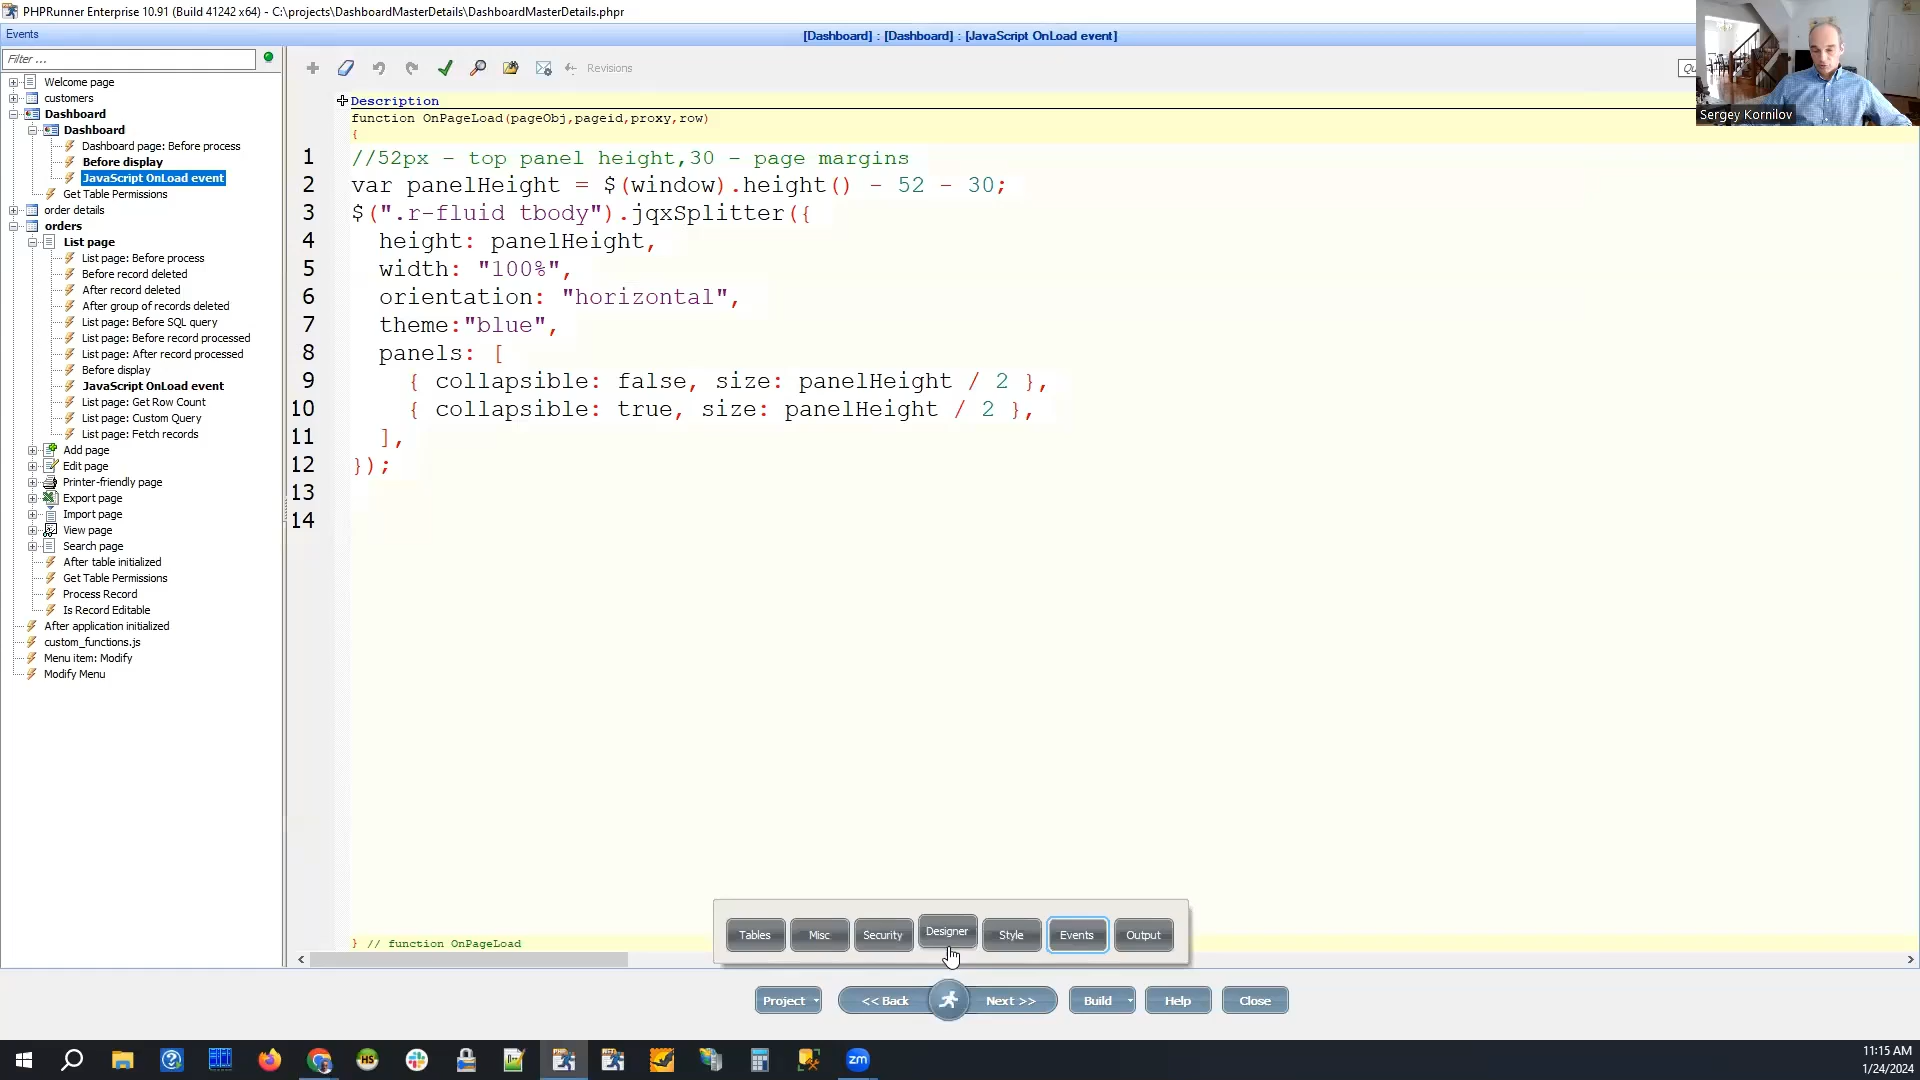 PHPRunner Enterprise 10.91 (Build 41242 x64) - C:\projects\DashboardMasterDetails\DashboardMasterDetails.phpr
Events
[Dashboard] : [Dashboard] : [JavaScript OnLoad event]
Filter ...
Revisions
Sergey Kornilov
Welcome page
customers
Dashboard
Dashboard
Dashboard page: Before process
Before display
JavaScript OnLoad event
Get Table Permissions
order details
orders
List page
List page: Before process
Before record deleted
After record deleted
After group of records deleted
List page: Before SQL query
List page: Before record processed
List page: After record processed
Before display
JavaScript OnLoad event
List page: Get Row Count
List page: Custom Query
List page: Fetch records
Add page
Edit page
Printer-friendly page
Export page
Import page
View page
Search page
After table initialized
Get Table Permissions
Process Record
Is Record Editable
After application initialized
custom_functions.js
Menu item: Modify
Modify Menu
Description
function OnPageLoad(pageObj,pageid,proxy,row)
{
1 //52px - top panel height,30 - page margins
2 var panelHeight = $(window).height() - 52 - 30;
3 $(".r-fluid tbody").jqxSplitter({
4 height: panelHeight,
5 width: "100%",
6 orientation: "horizontal",
7 theme:"blue",
8 panels: [
9 { collapsible: false, size: panelHeight / 2 },
10 { collapsible: true, size: panelHeight / 2 },
11 ],
12 });
13
14
} // function OnPageLoad
Tables Misc Security Designer Style Events Output
Project << Back Next >> Build Help Close
HS
zm
11:15 AM
1/24/2024